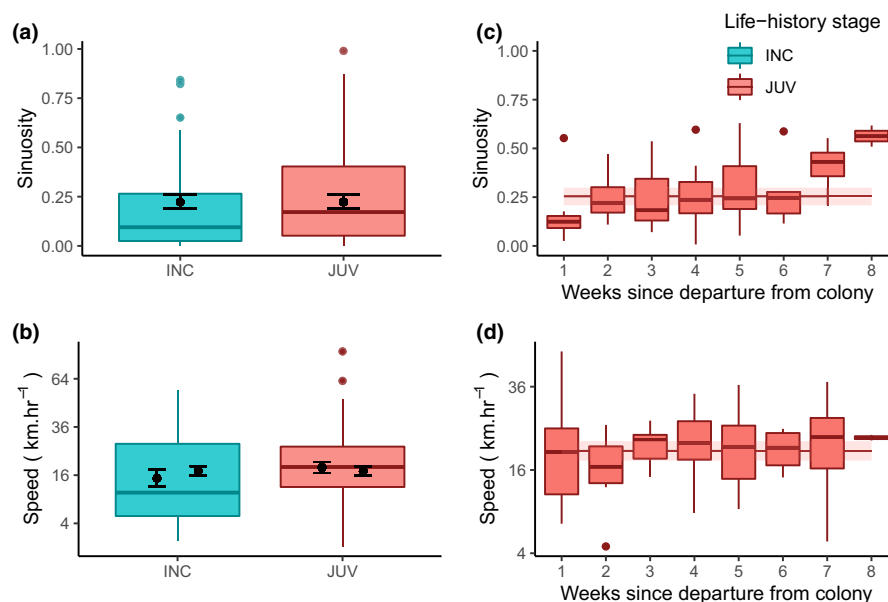 (a)
Sinuosity
1.00
0.75
0.50
0.25
0.00
INC
JUV
(c)
Life−history stage
INC
JUV
Sinuosity
1.00
0.75
0.50
0.25
0.00
1 2 3 4 5 6 7 8
Weeks since departure from colony
(b)
Speed ( km.hr−1 )
64
36
16
4
INC
JUV
(d)
Speed ( km.hr−1 )
36
16
4
1 2 3 4 5 6 7 8
Weeks since departure from colony